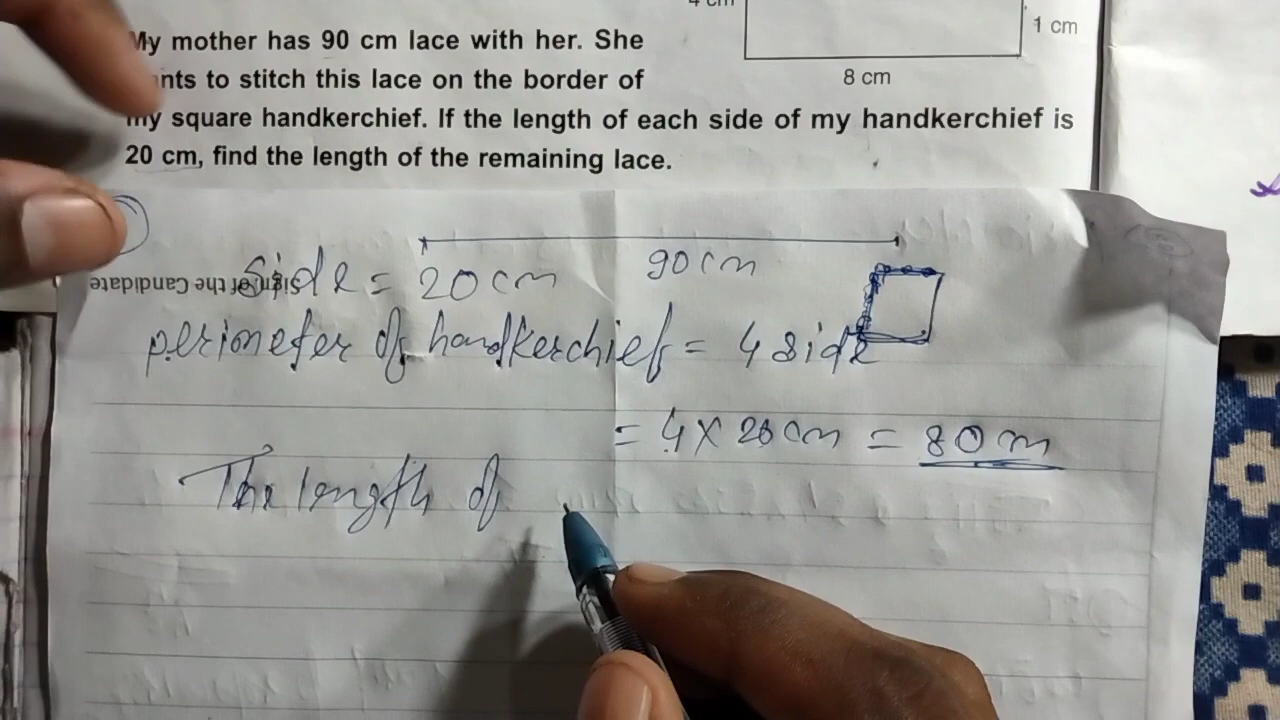 4 cm
1 cm
8 cm
My mother has 90 cm lace with her. She
nts to stitch this lace on the border of
my square handkerchief. If the length of each side of my handkerchief is
20 cm, find the length of the remaining lace.
90 cm
Side = 20 cm
Sign of the Candidate
perimeter of handkerchief = 4 side
= 4 × 20 cm = 80 m
The length of